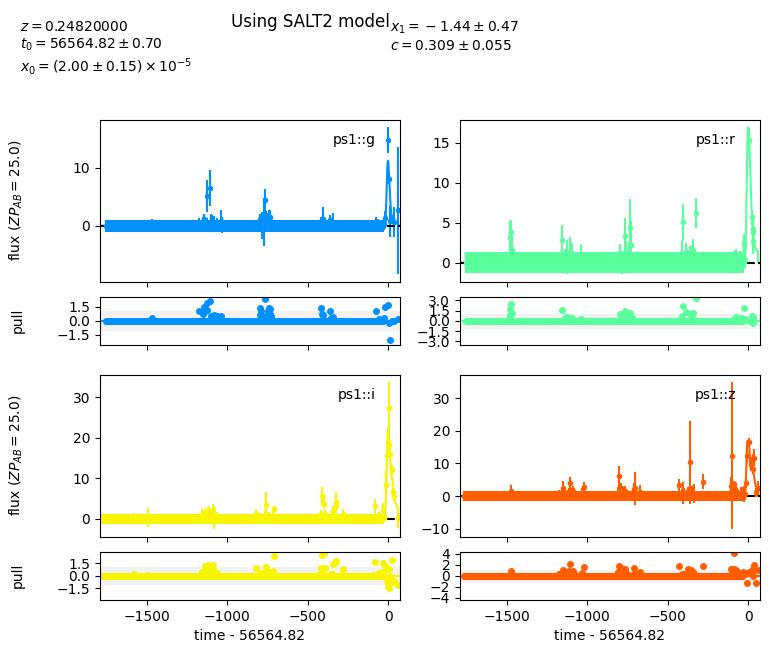 Using SALT2 model
z = 0.24820000
t0 = 56564.82 ± 0.70
x0 = (2.00 ± 0.15) × 10^−5
x1 = −1.44 ± 0.47
c = 0.309 ± 0.055
ps1::g
flux (ZPAB = 25.0)
10
0
ps1::r
15
10
5
0
pull
1.5
0.0
−1.5
3.0
1.5
0.0
−1.5
−3.0
ps1::i
flux (ZPAB = 25.0)
30
20
10
0
ps1::z
30
20
10
0
−10
pull
1.5
0.0
−1.5
4
2
0
−2
−4
−1500 −1000 −500 0
time - 56564.82
−1500 −1000 −500 0
time - 56564.82